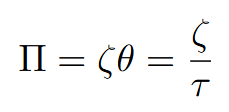 Π = ζθ = ζ/τ